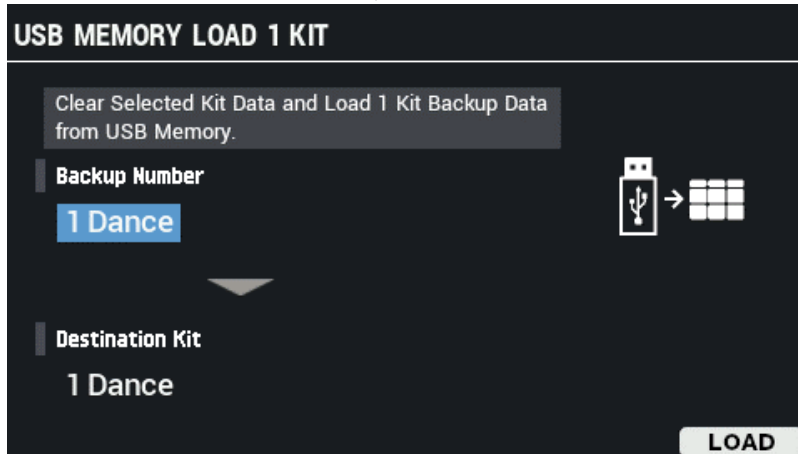 USB MEMORY LOAD 1 KIT
Clear Selected Kit Data and Load 1 Kit Backup Data
from USB Memory.
Backup Number
1 Dance
Destination Kit
1 Dance
LOAD